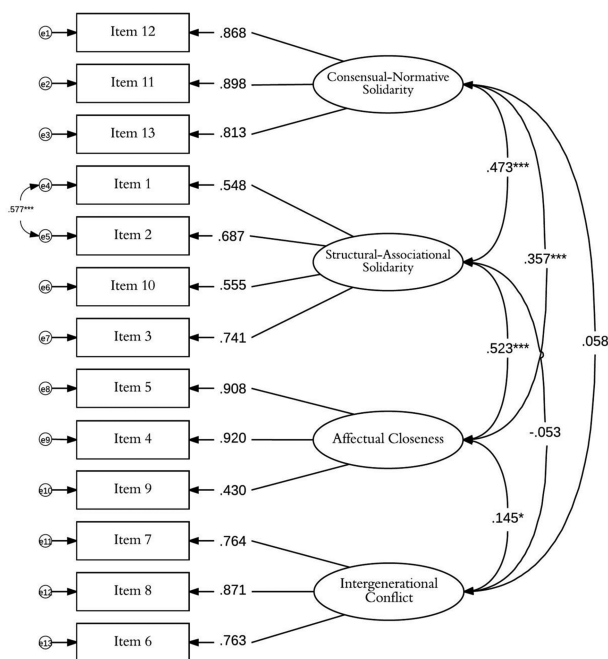 e1 Item 12 .868
e2 Item 11 .898
e3 Item 13 .813
Consensual-Normative
Solidarity
e4 Item 1 .548
e5 Item 2 .687
e6 Item 10 .555
e7 Item 3 .741
.577***
Structural-Associational
Solidarity
e8 Item 5 .908
e9 Item 4 .920
e10 Item 9 .430
Affectual Closeness
e11 Item 7 .764
e12 Item 8 .871
e13 Item 6 .763
Intergenerational
Conflict
.473***
.357***
.058
.523***
-.053
.145*